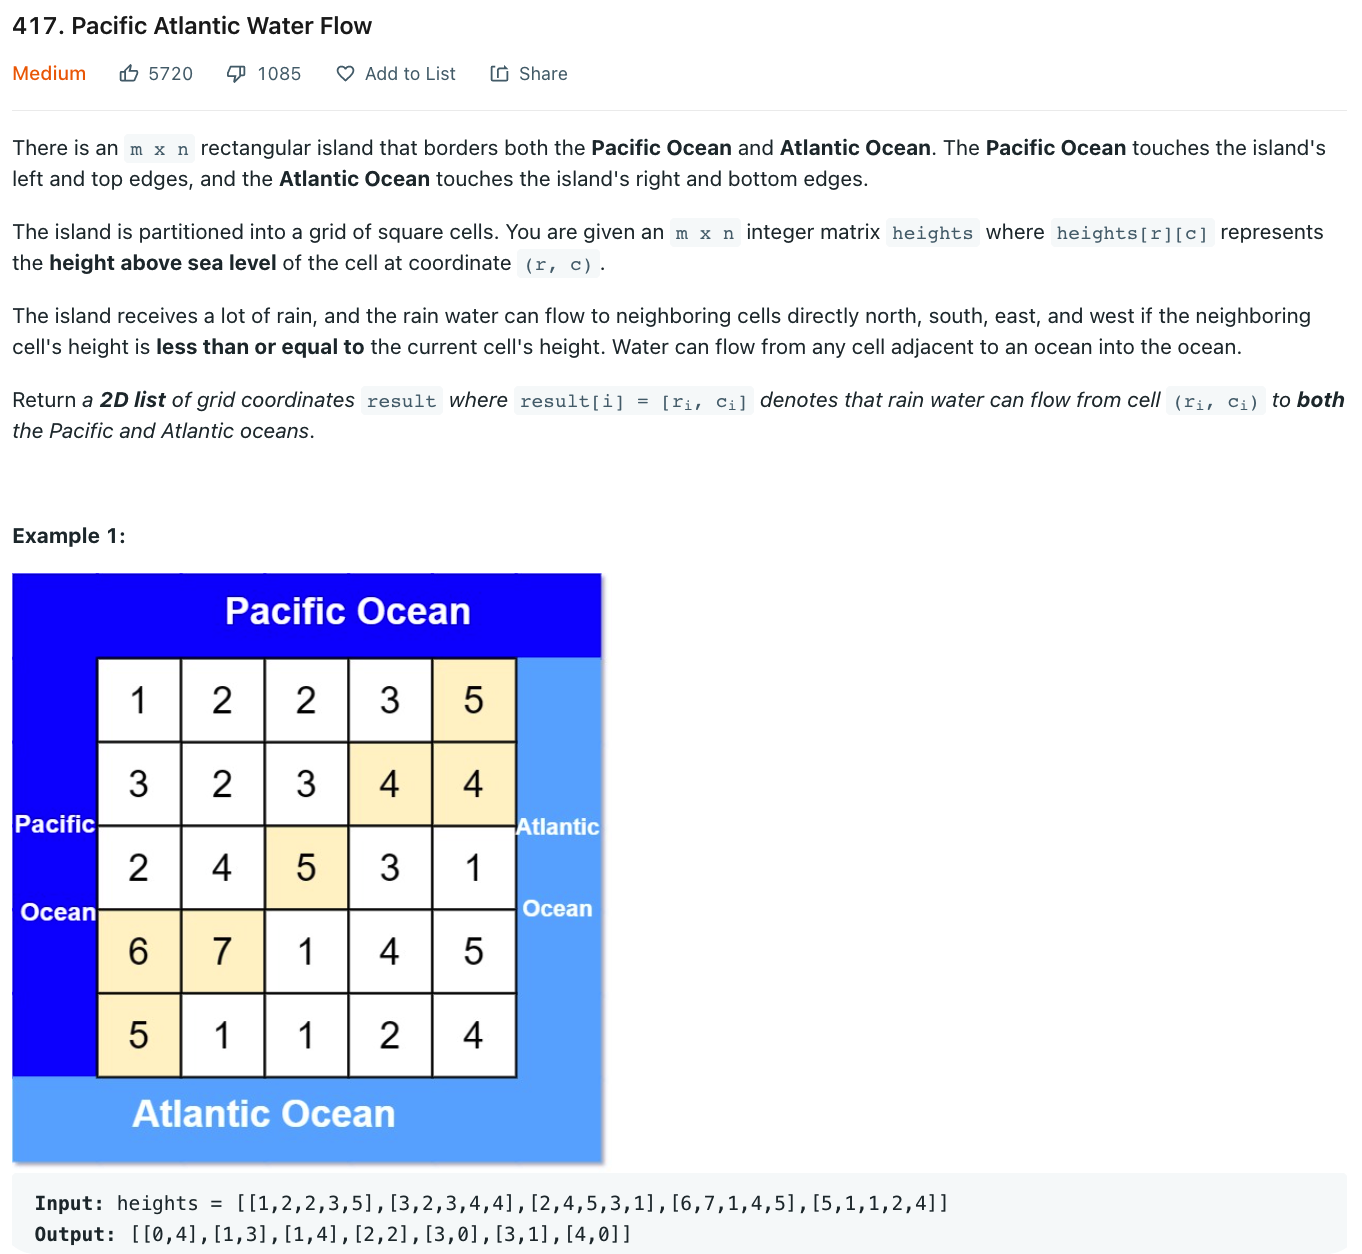 417. Pacific Atlantic Water Flow
Medium 5720 1085 Add to List Share
There is an m x n rectangular island that borders both the Pacific Ocean and Atlantic Ocean. The Pacific Ocean touches the island's
left and top edges, and the Atlantic Ocean touches the island's right and bottom edges.
The island is partitioned into a grid of square cells. You are given an m x n integer matrix heights where heights[r][c] represents
the height above sea level of the cell at coordinate (r, c).
The island receives a lot of rain, and the rain water can flow to neighboring cells directly north, south, east, and west if the neighboring
cell's height is less than or equal to the current cell's height. Water can flow from any cell adjacent to an ocean into the ocean.
Return a 2D list of grid coordinates result where result[i] = [ri, ci] denotes that rain water can flow from cell (ri, ci) to both
the Pacific and Atlantic oceans.
Example 1:
Pacific Ocean
1 2 2 3 5
3 2 3 4 4
Pacific Atlantic
2 4 5 3 1
Ocean Ocean
6 7 1 4 5
5 1 1 2 4
Atlantic Ocean
Input: heights = [[1,2,2,3,5],[3,2,3,4,4],[2,4,5,3,1],[6,7,1,4,5],[5,1,1,2,4]]
Output: [[0,4],[1,3],[1,4],[2,2],[3,0],[3,1],[4,0]]